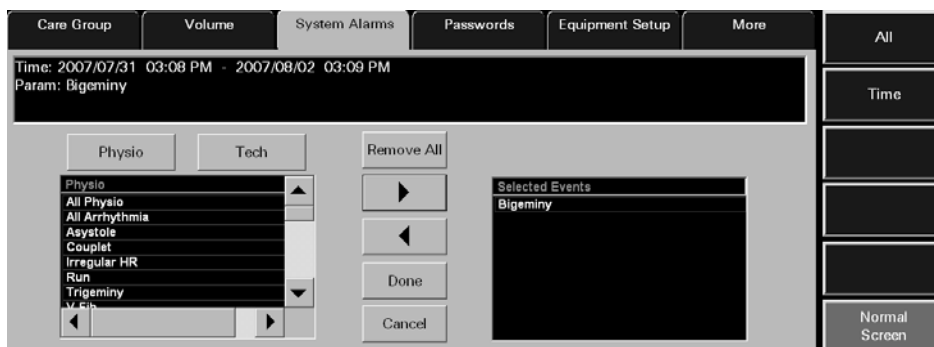 Care Group
Volume
System Alarms
Passwords
Equipment Setup
More
All
Time: 2007/07/31 03:08 PM - 2007/08/02 03:09 PM
Param: Bigeminy
Time
Physio
Tech
Remove All
Physio
All Physio
All Arrhythmia
Asystole
Couplet
Irregular HR
Run
Trigeminy
V Fib
Selected Events
Bigeminy
Done
Cancel
Normal
Screen